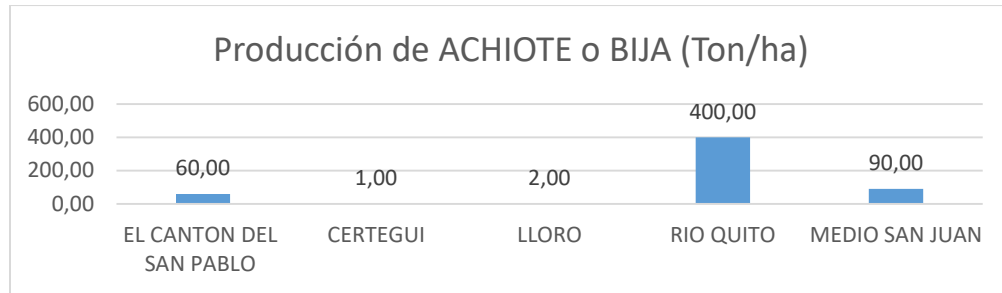 Producción de ACHIOTE o BIJA (Ton/ha)
600,00
400,00
200,00
0,00
60,00
1,00
2,00
400,00
90,00
EL CANTON DEL
SAN PABLO
CERTEGUI
LLORO
RIO QUITO
MEDIO SAN JUAN